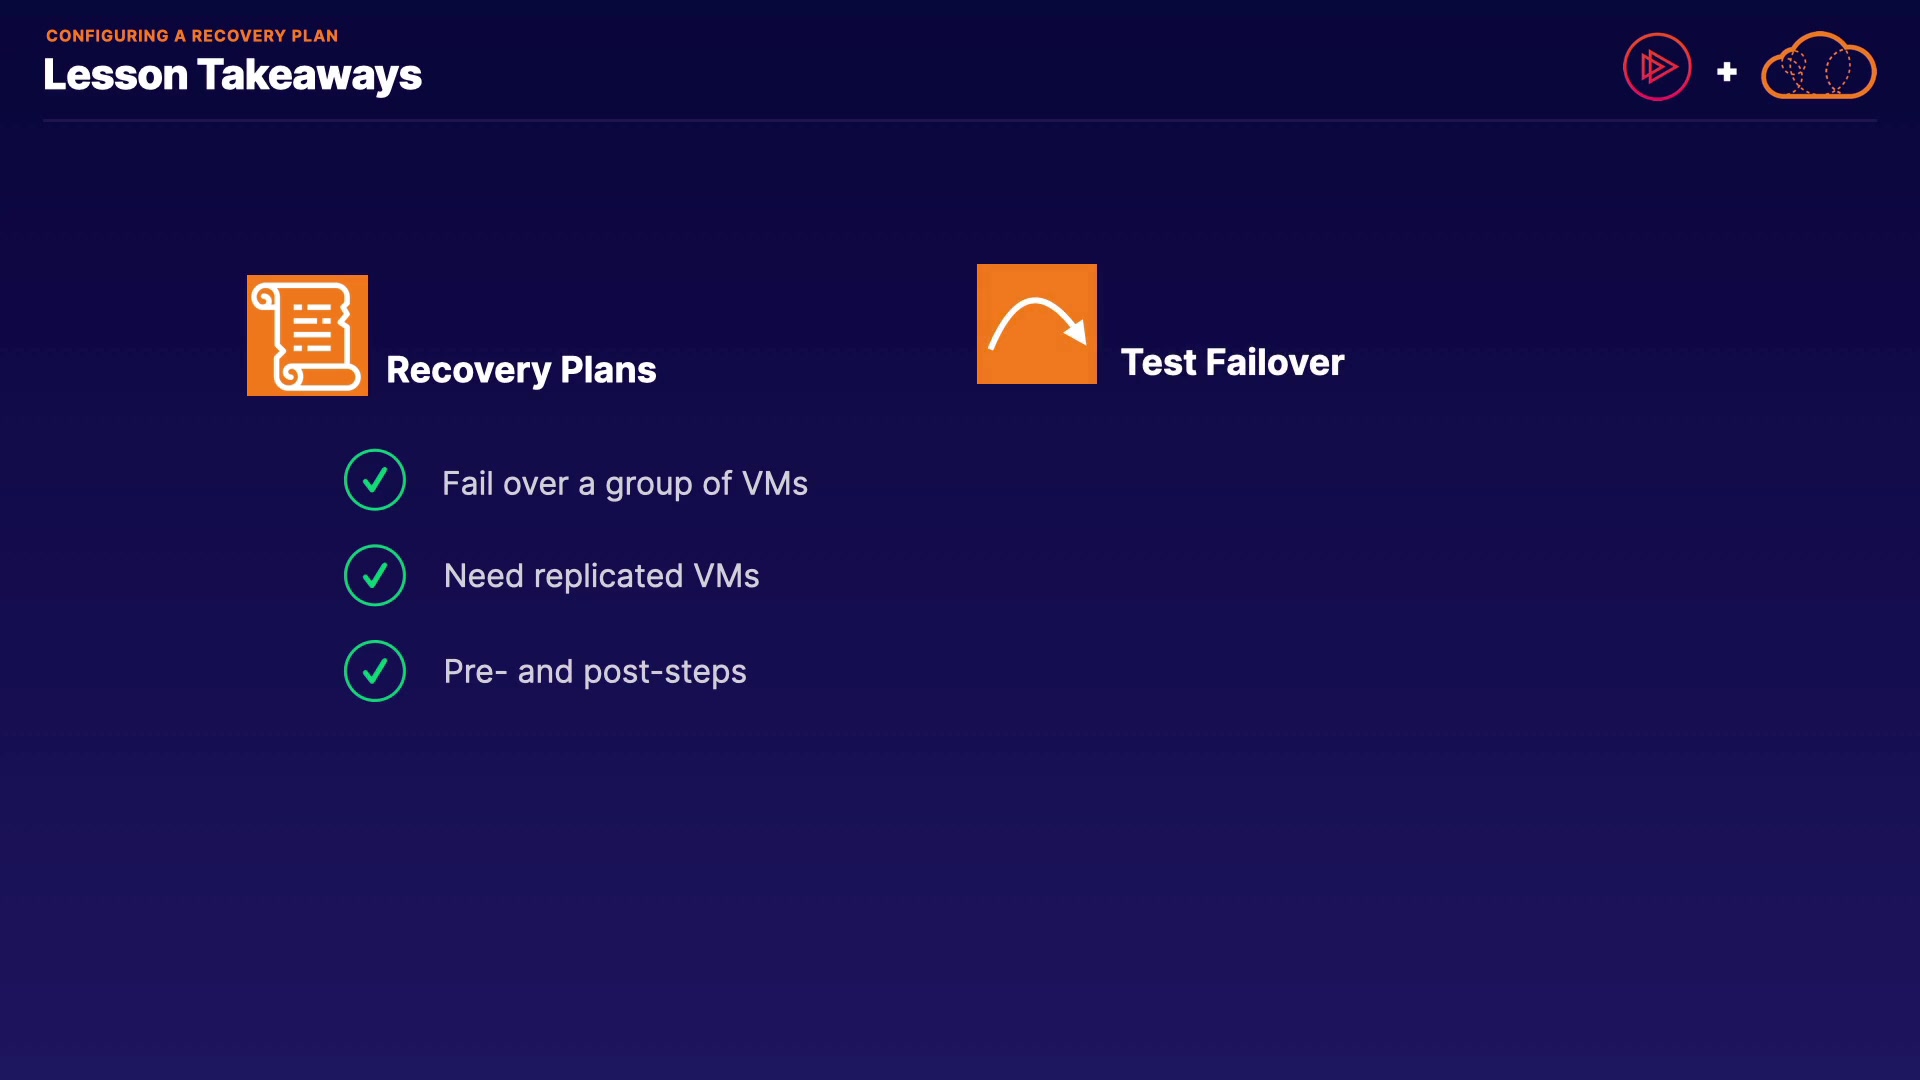 CONFIGURING A RECOVERY PLAN
Lesson Takeaways
Recovery Plans
Fail over a group of VMs
Need replicated VMs
Pre- and post-steps
Test Failover